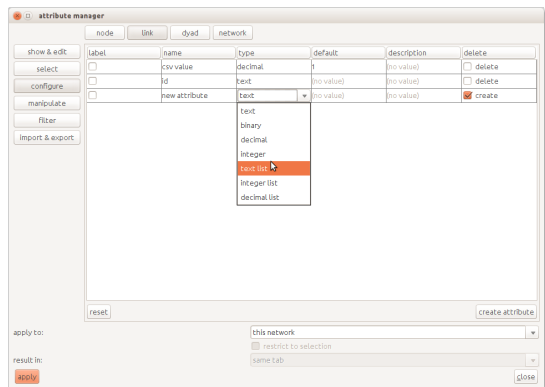 attribute manager
node link dyad network
show & edit
select
configure
manipulate
filter
import & export
label name type default description delete
csv value decimal 1 (no value) delete
id text (no value) (no value) delete
new attribute text (no value) (no value) create
text
binary
decimal
integer
text list
integer list
decimal list
reset create attribute
apply to: this network
restrict to selection
result in: same tab
apply close